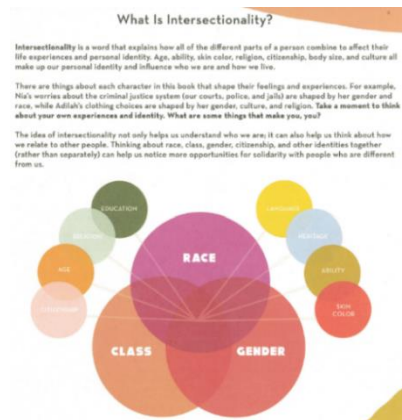 What Is Intersectionality?
Intersectionality is a word that explains how all of the different parts of a person combine to affect their
life experiences and personal identity. Age, ability, skin color, religion, citizenship, body size, and culture all
make up our personal identity and influence who we are and how we live.
There are things about each character in this book that shape their feelings and experiences. For example,
Nia's worries about the criminal justice system (our courts, police, and jails) are shaped by her gender and
race, while Adilah's clothing choices are shaped by her gender, culture, and religion. Take a moment to think
about your own experiences and identity. What are some things that make you, you?
The idea of intersectionality not only helps us understand who we are; it can also help us think about how
we relate to other people. Thinking about race, class, gender, citizenship, and other identities together
(rather than separately) can help us notice more opportunities for solidarity with people who are different
from us.
EDUCATION
LANGUAGE
HERITAGE
RACE
AGE
ABILITY
SKIN
COLOR
CLASS
GENDER